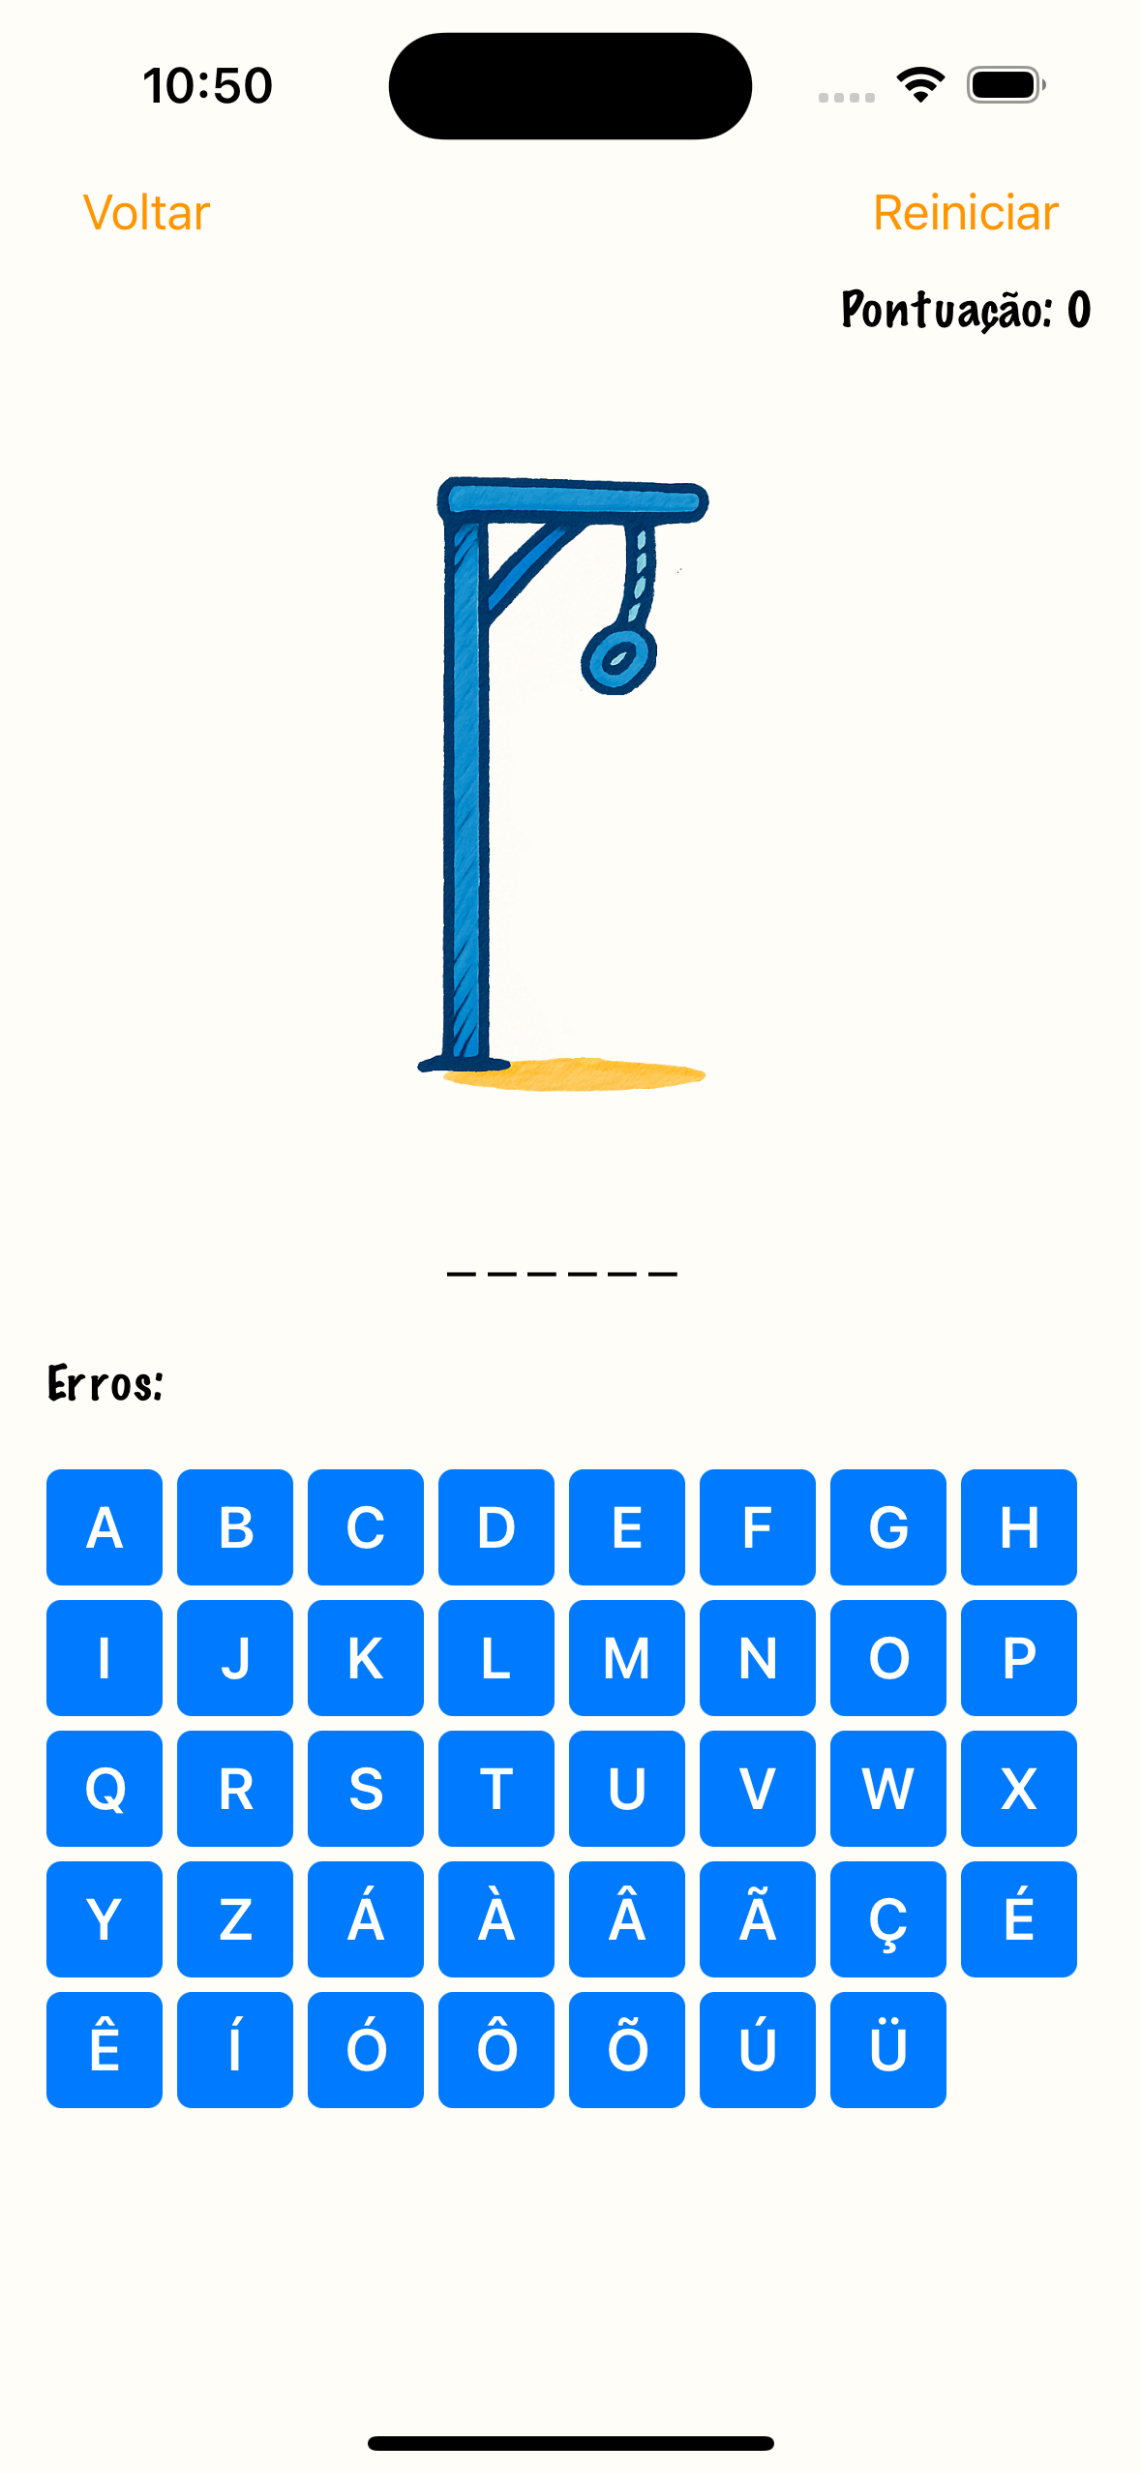 10:50
Voltar Reiniciar
Pontuação: 0
_ _ _ _ _ _
Erros:
A B C D E F G H
I J K L M N O P
Q R S T U V W X
Y Z Á À Â Ã Ç É
Ê Í Ó Ô Õ Ú Ü